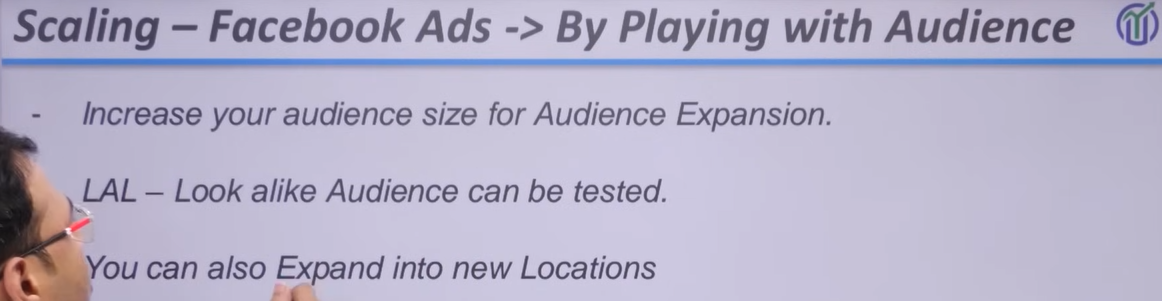 Scaling – Facebook Ads -> By Playing with Audience
- Increase your audience size for Audience Expansion.
LAL – Look alike Audience can be tested.
You can also Expand into new Locations